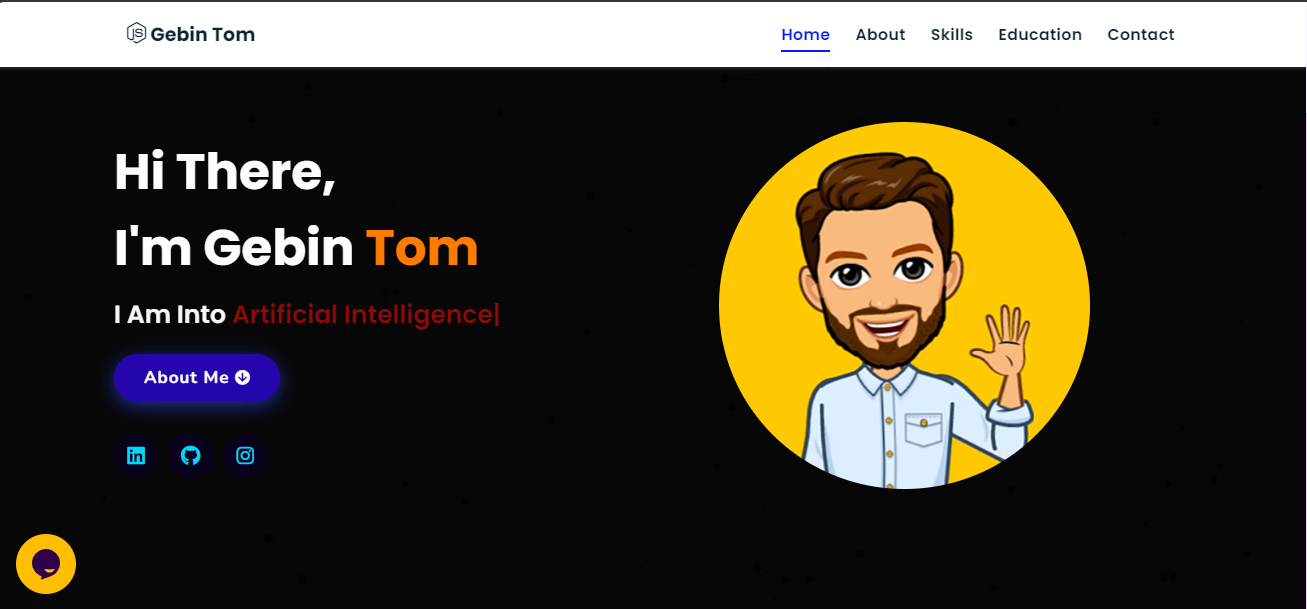 Gebin Tom
Home About Skills Education Contact
Hi There,
I'm Gebin Tom
I Am Into Artificial Intelligence|
About Me